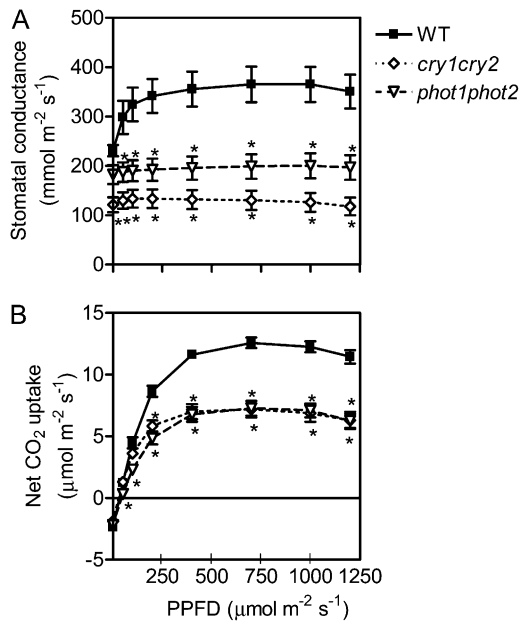 A
500
400
300
200
100
0
Stomatal conductance
(mmol m-2 s-1)
WT
cry1cry2
phot1phot2
* * * * * * *
* * * * * * * *
B
15
10
5
0
-5
Net CO2 uptake
(µmol m-2 s-1)
* * * * *
* * * * * * *
250 500 750 1000 1250
PPFD (µmol m-2 s-1)